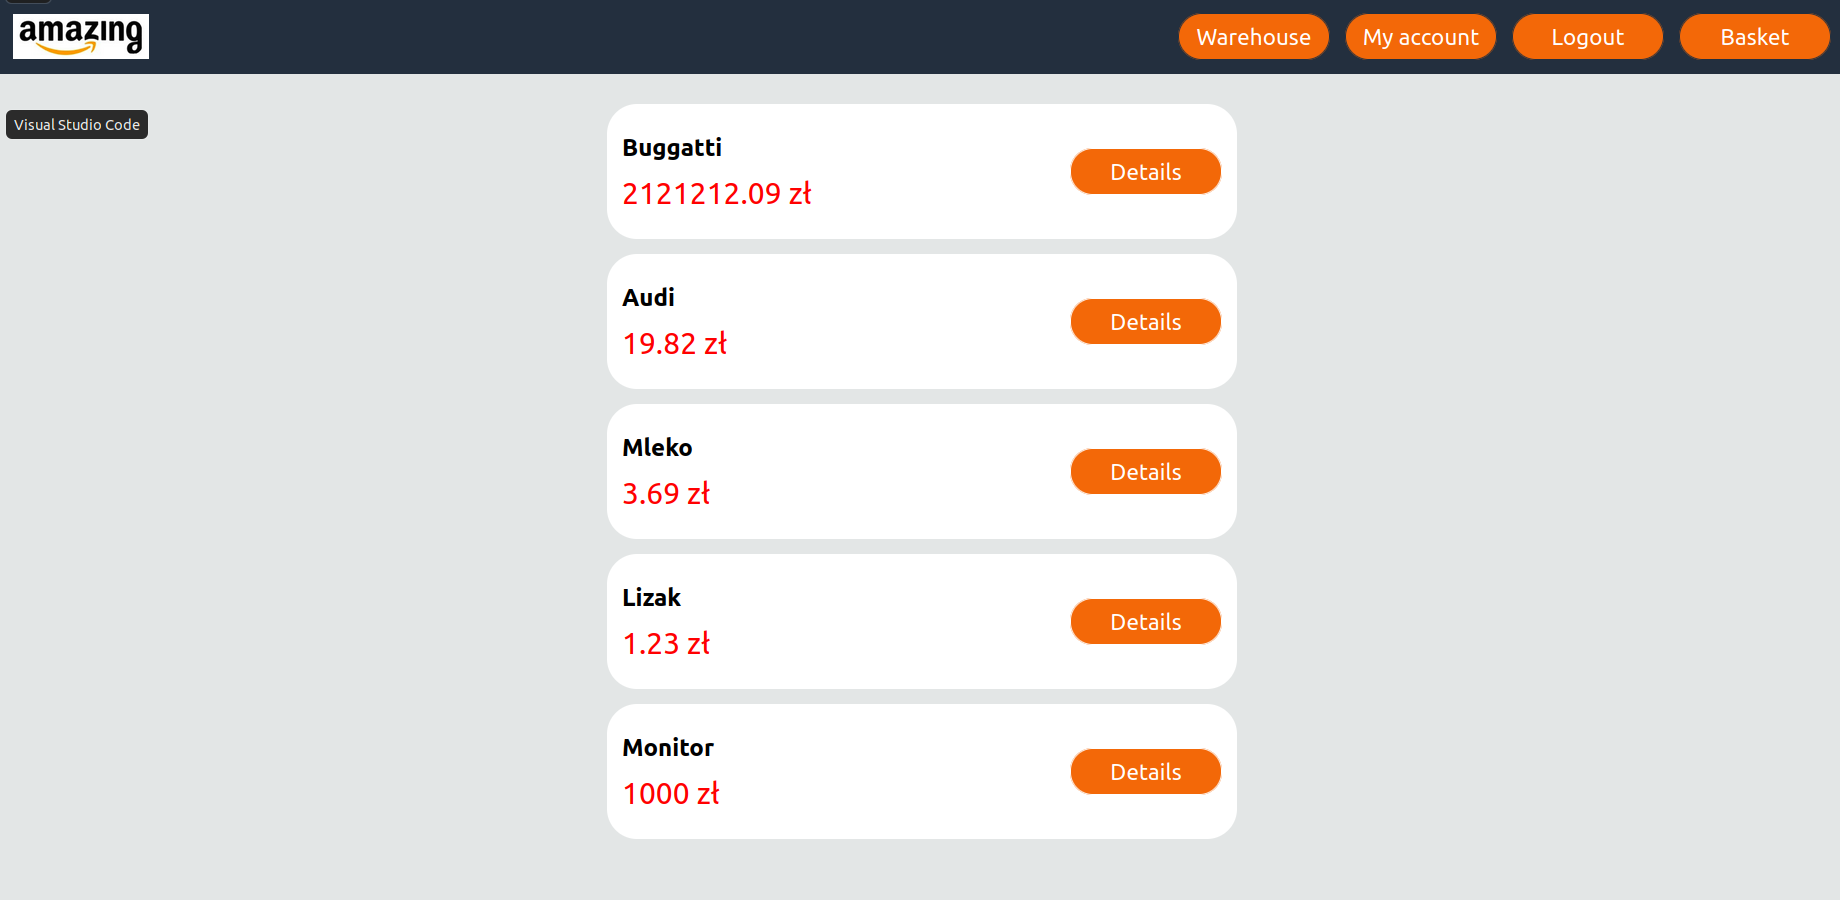 amazing
Warehouse
My account
Logout
Basket
Visual Studio Code
Buggatti
2121212.09 zł
Details
Audi
19.82 zł
Details
Mleko
3.69 zł
Details
Lizak
1.23 zł
Details
Monitor
1000 zł
Details